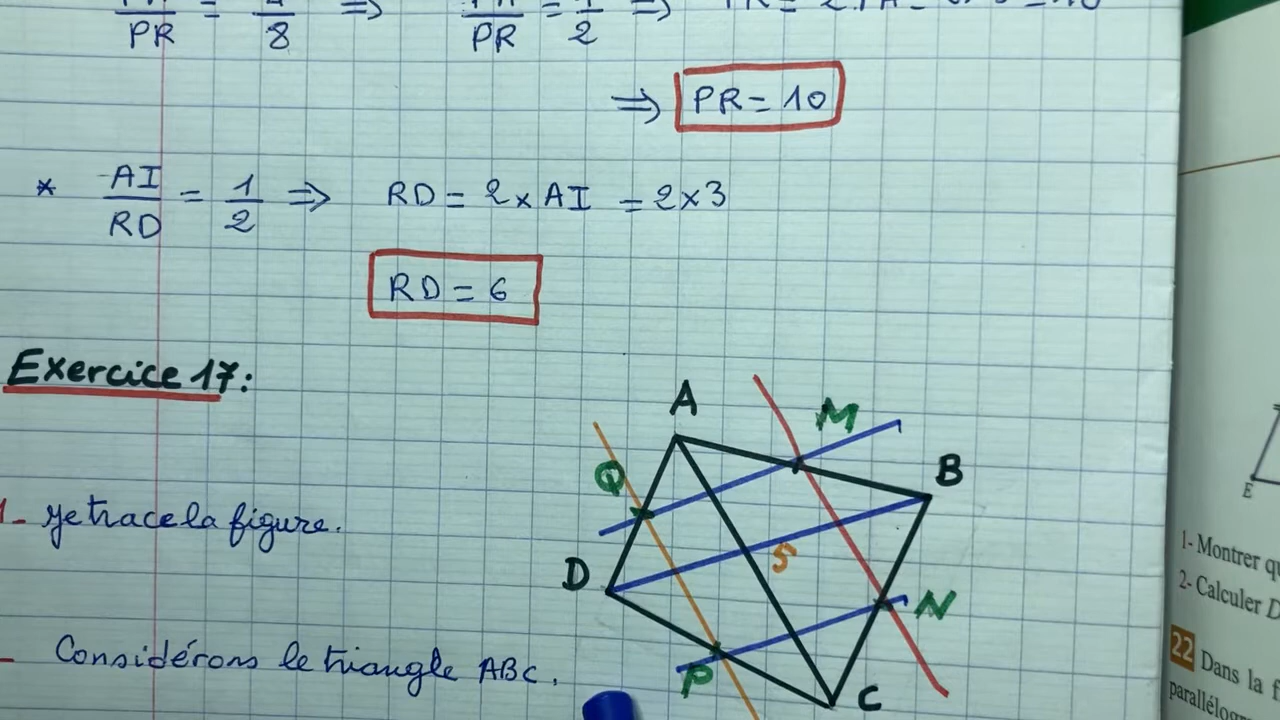 PR = 8 ⇒ PR = 1/2 ⇒
⇒ PR = 10
* AI/RD = 1/2 ⇒ RD = 2 x AI = 2 x 3
RD = 6
Exercice 17:
A
M
B
Q
1- Je trace la figure.
S
D
N
Considérons le triangle ABC.
P
C
E
1- Montrer
2- Calculer D
22 Dans la